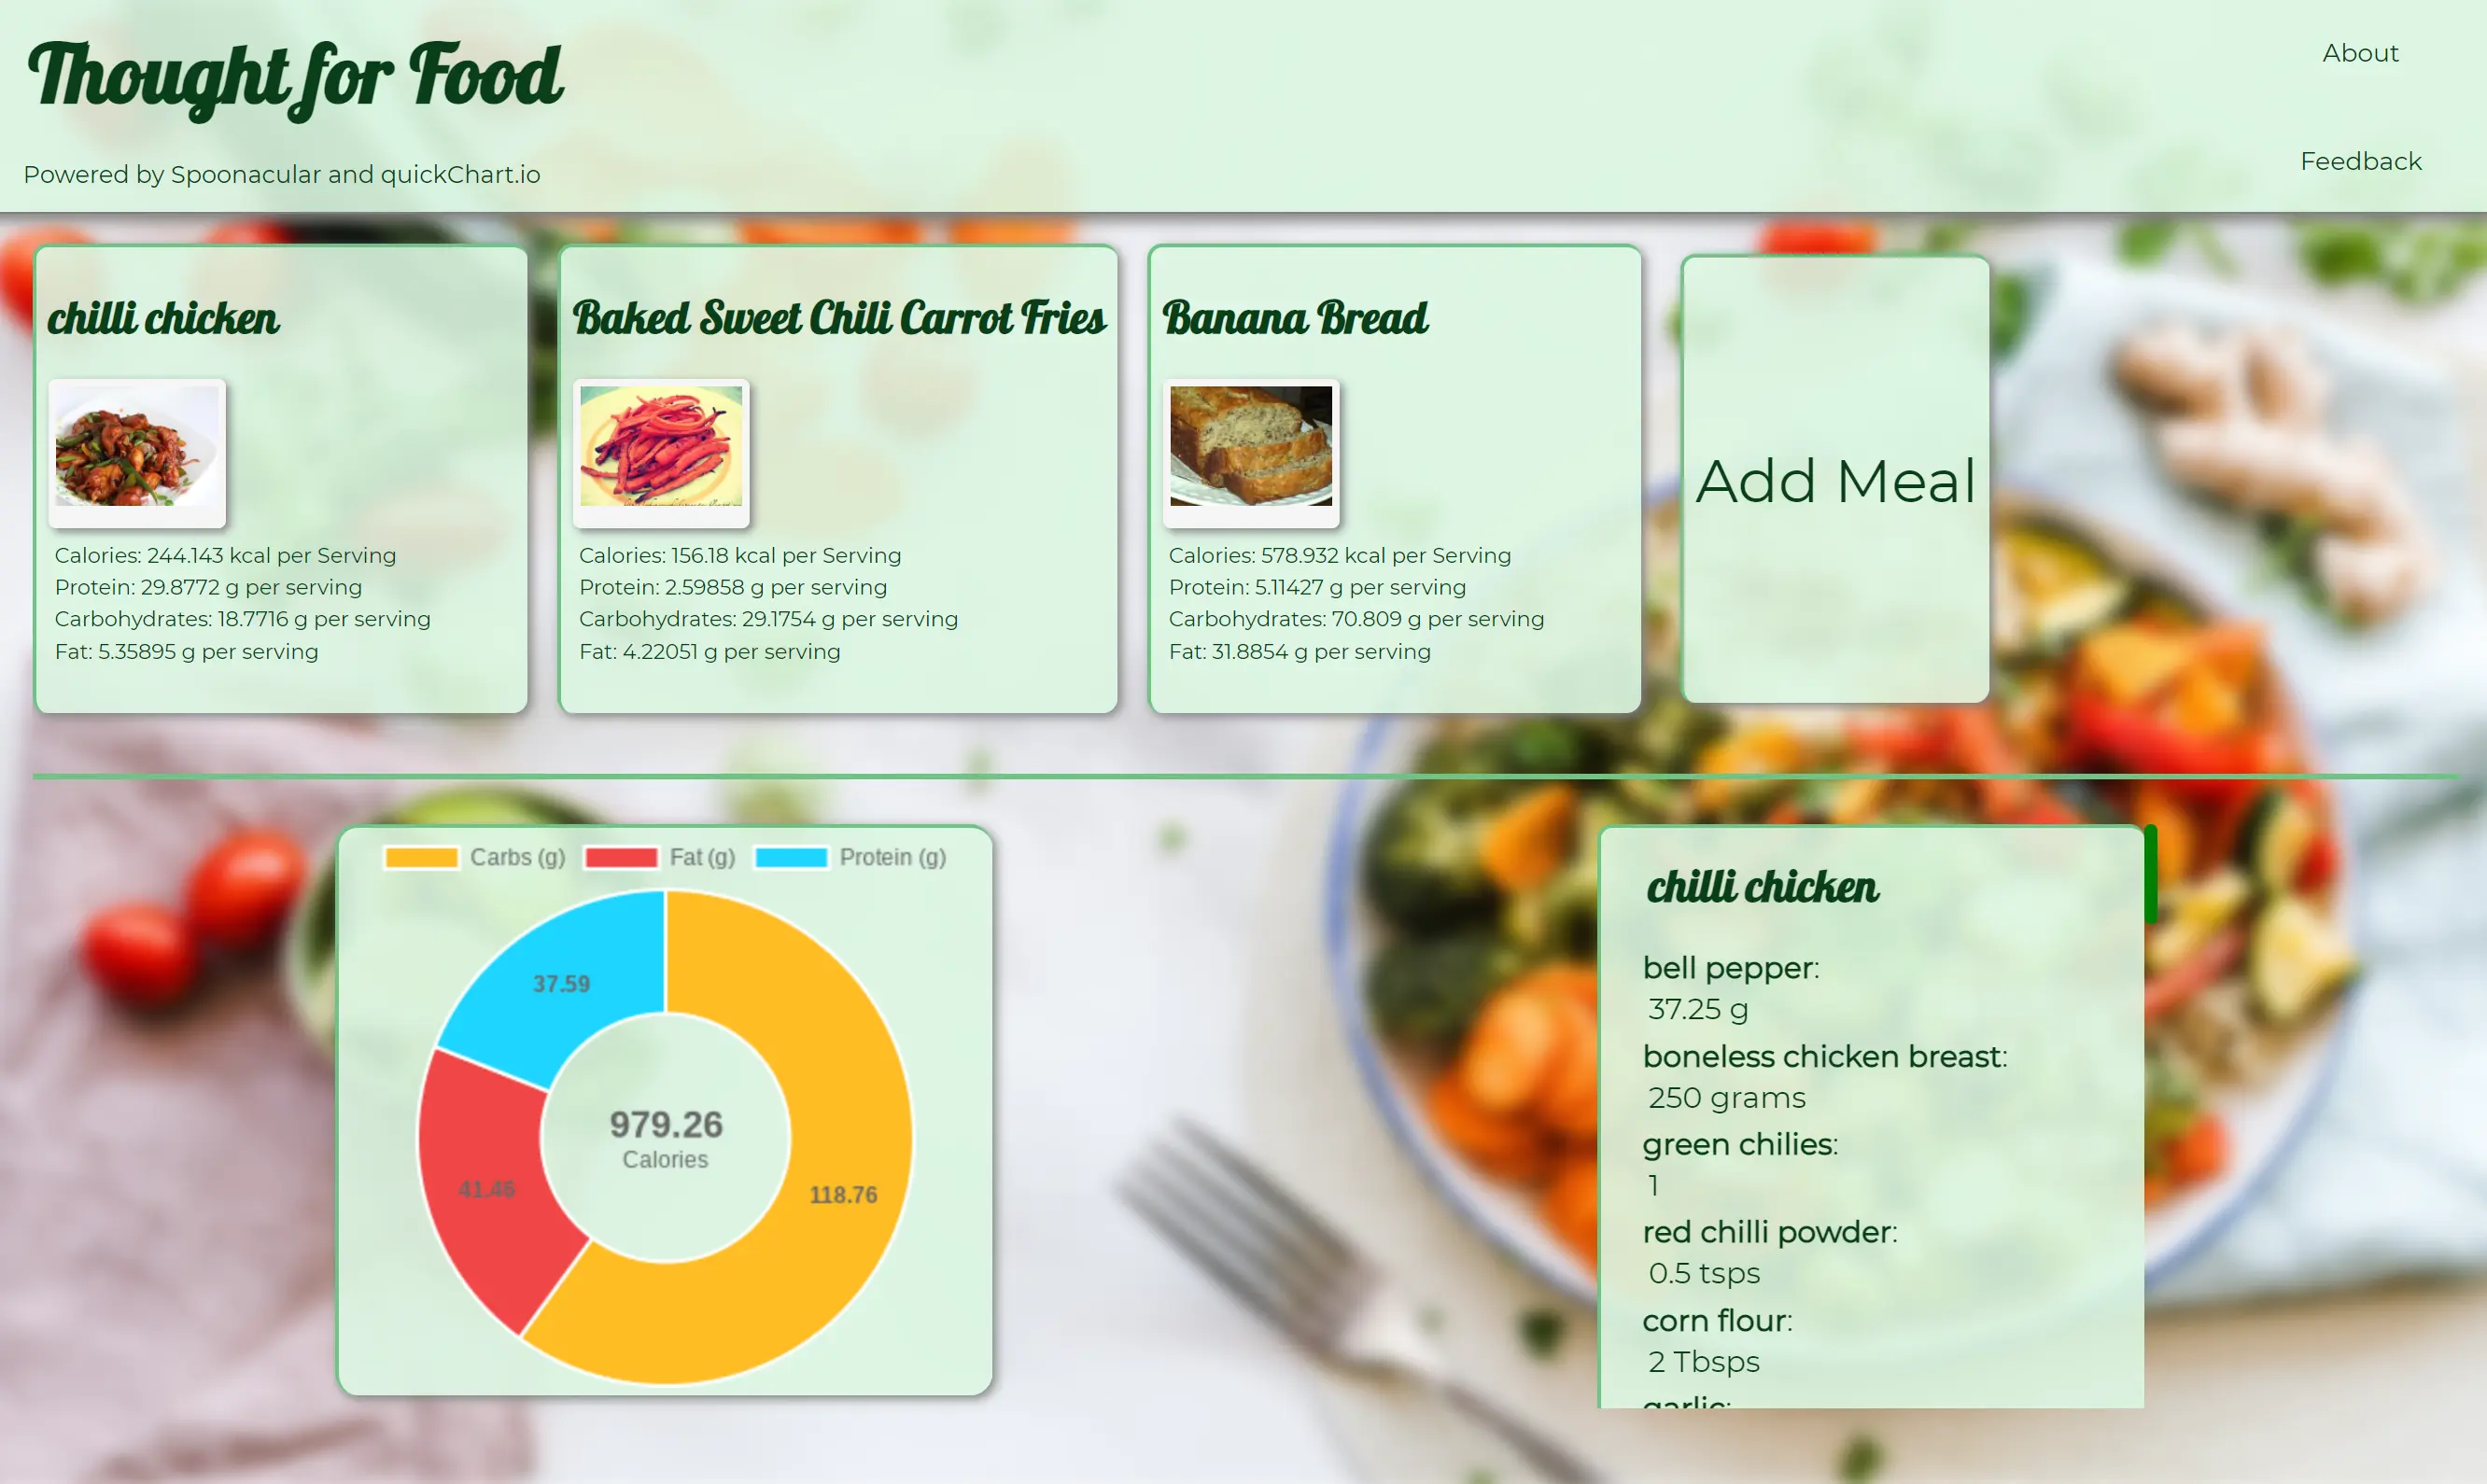 Thought for Food
Powered by Spoonacular and quickChart.io
About
Feedback
chilli chicken
Calories: 244.143 kcal per Serving
Protein: 29.8772 g per serving
Carbohydrates: 18.7716 g per serving
Fat: 5.35895 g per serving
Baked Sweet Chili Carrot Fries
Calories: 156.18 kcal per Serving
Protein: 2.59858 g per serving
Carbohydrates: 29.1754 g per serving
Fat: 4.22051 g per serving
Banana Bread
Calories: 578.932 kcal per Serving
Protein: 5.11427 g per serving
Carbohydrates: 70.809 g per serving
Fat: 31.8854 g per serving
Add Meal
Carbs (g) Fat (g) Protein (g)
37.59
979.26
Calories
41.46
118.76
chilli chicken
bell pepper:
37.25 g
boneless chicken breast:
250 grams
green chilies:
1
red chilli powder:
0.5 tsps
corn flour:
2 Tbsps
garlic: